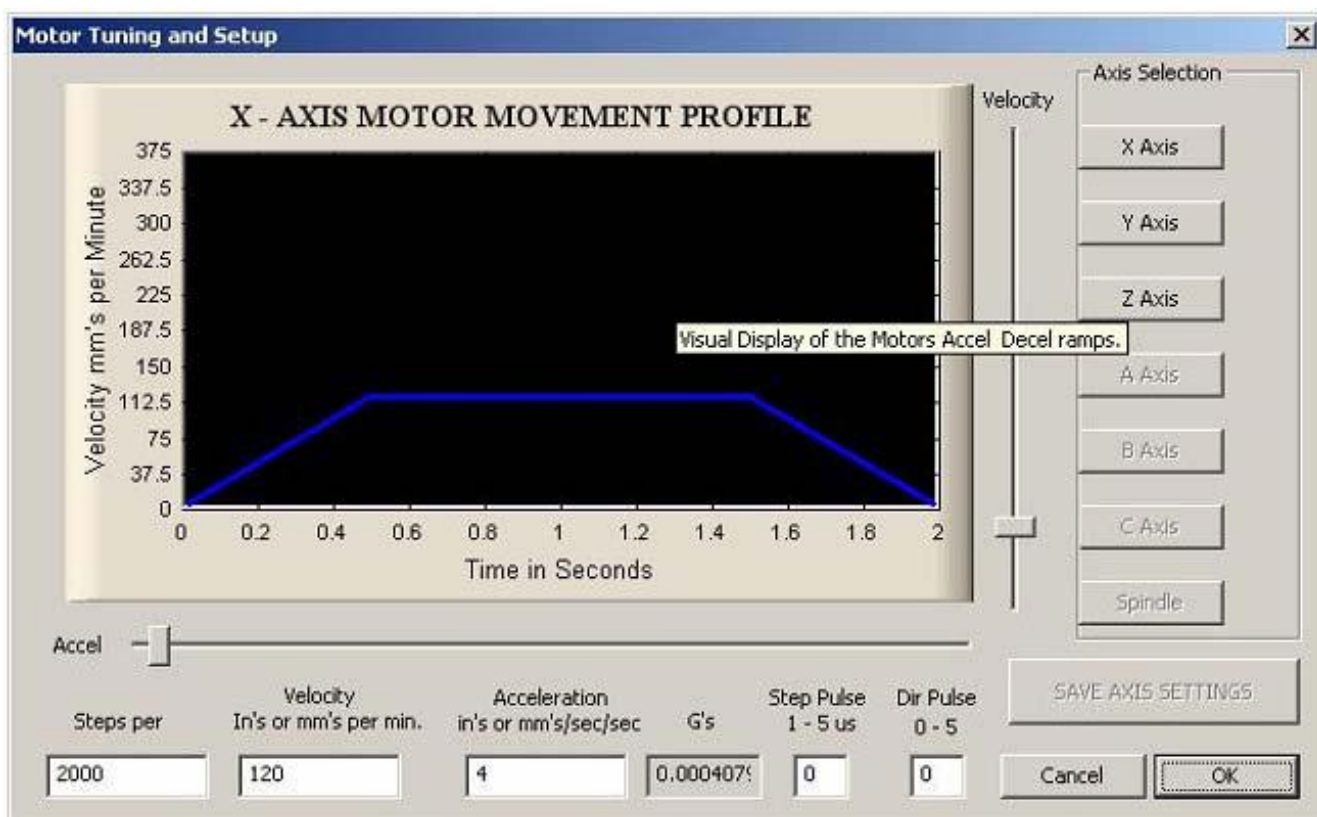 Motor Tuning and Setup
X - AXIS MOTOR MOVEMENT PROFILE
Velocity mm's per Minute
375
337.5
300
262.5
225
187.5
150
112.5
75
37.5
0
0 0.2 0.4 0.6 0.8 1 1.2 1.4 1.6 1.8 2
Time in Seconds
Visual Display of the Motors Accel Decel ramps.
Velocity
Axis Selection
X Axis
Y Axis
Z Axis
A Axis
B Axis
C Axis
Spindle
Accel
Steps per
2000
Velocity
In's or mm's per min.
120
Acceleration
in's or mm's/sec/sec
4
G's
0.000407
Step Pulse
1 - 5 us
0
Dir Pulse
0 - 5
0
SAVE AXIS SETTINGS
Cancel
OK